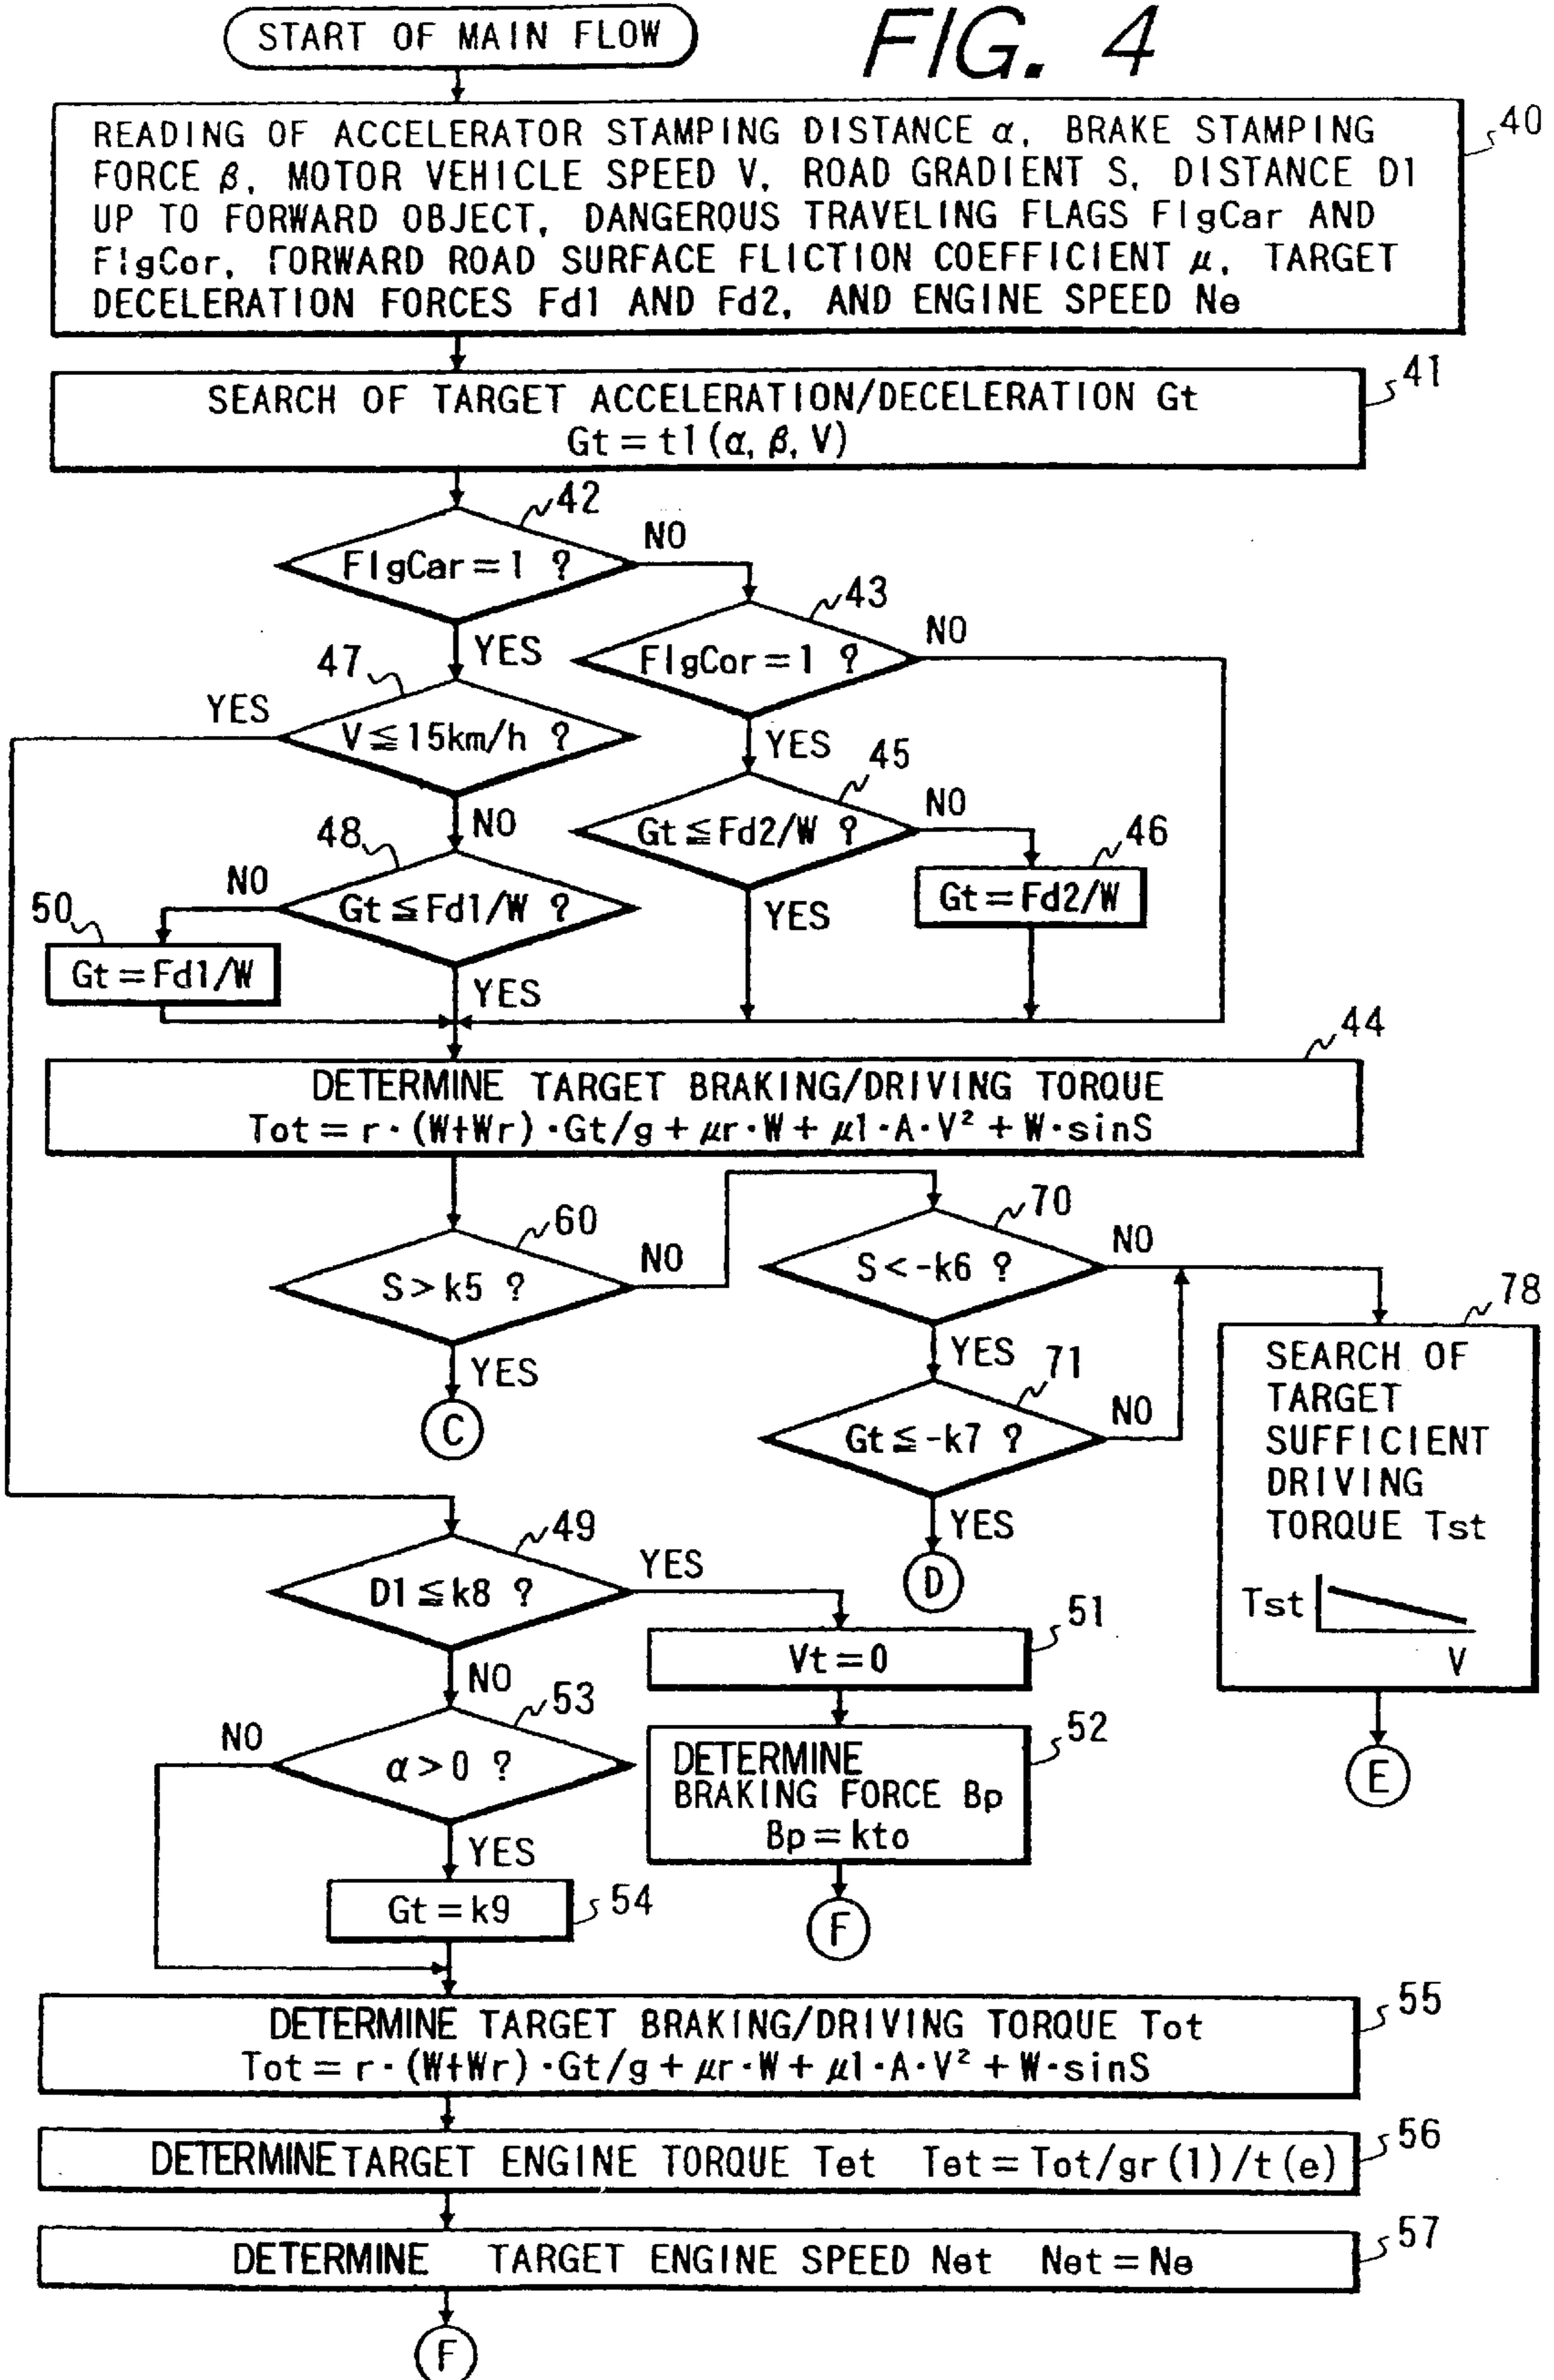 START OF MAIN FLOW
FIG. 4
READING OF ACCELERATOR STAMPING DISTANCE α, BRAKE STAMPING
FORCE β, MOTOR VEHICLE SPEED V, ROAD GRADIENT S, DISTANCE D1
UP TO FORWARD OBJECT, DANGEROUS TRAVELING FLAGS FlgCar AND
FlgCor, FORWARD ROAD SURFACE FLICTION COEFFICIENT μ, TARGET
DECELERATION FORCES Fd1 AND Fd2, AND ENGINE SPEED Ne
40
SEARCH OF TARGET ACCELERATION/DECELERATION Gt
Gt = t1 (α, β, V)
41
42
FlgCar = 1 ?
NO
YES
43
FlgCor = 1 ?
NO
YES
47
YES
V ≦ 15km/h ?
NO
45
Gt ≦ Fd2/W ?
NO
YES
46
Gt = Fd2/W
48
NO
Gt ≦ Fd1/W ?
YES
50
Gt = Fd1/W
44
DETERMINE TARGET BRAKING/DRIVING TORQUE
Tot = r · (W+Wr) · Gt/g + μr · W + μl · A · V² + W · sinS
60
S > k5 ?
NO
YES
C
70
S < -k6 ?
NO
YES
71
Gt ≦ -k7 ?
NO
YES
D
78
SEARCH OF
TARGET
SUFFICIENT
DRIVING
TORQUE Tst
Tst
V
E
49
D1 ≦ k8 ?
YES
NO
51
Vt = 0
52
DETERMINE
BRAKING FORCE Bp
Bp = kto
F
53
NO
α > 0 ?
YES
54
Gt = k9
55
DETERMINE TARGET BRAKING/DRIVING TORQUE Tot
Tot = r · (W+Wr) · Gt/g + μr · W + μl · A · V² + W · sinS
56
DETERMINE TARGET ENGINE TORQUE Tet Tet = Tot/gr (1) /t (e)
57
DETERMINE TARGET ENGINE SPEED Net Net = Ne
F